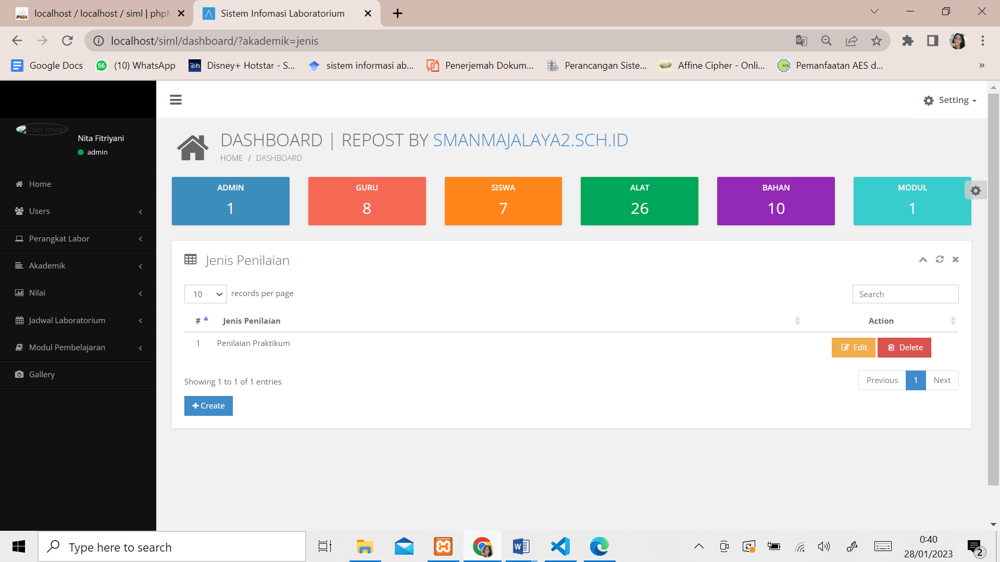 localhost / localhost / siml | phpM
Sistem Infomasi Laboratorium
localhost/siml/dashboard/?akademik=jenis
Google Docs
(10) WhatsApp
Disney+ Hotstar - S...
sistem informasi ab...
Penerjemah Dokum...
Perancangan Siste...
Affine Cipher - Onli...
Pemanfaatan AES d...
Setting
User Image
Nita Fitriyani
admin
Home
Users
Perangkat Labor
Akademik
Nilai
Jadwal Laboratorium
Modul Pembelajaran
Gallery
DASHBOARD | REPOST BY SMANMAJALAYA2.SCH.ID
HOME / DASHBOARD
ADMIN
1
GURU
8
SISWA
7
ALAT
26
BAHAN
10
MODUL
1
Jenis Penilaian
10 records per page
Search
# Jenis Penilaian Action
1 Penilaian Praktikum Edit Delete
Showing 1 to 1 of 1 entries
Previous 1 Next
Create
Type here to search
0:40
28/01/2023
2